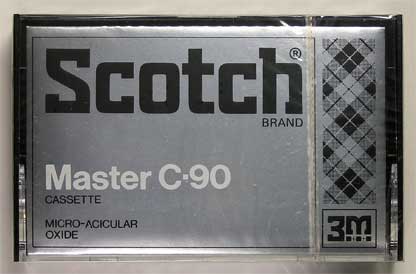 Scotch®
BRAND
Master C-90
CASSETTE
MICRO-ACICULAR
OXIDE
3M